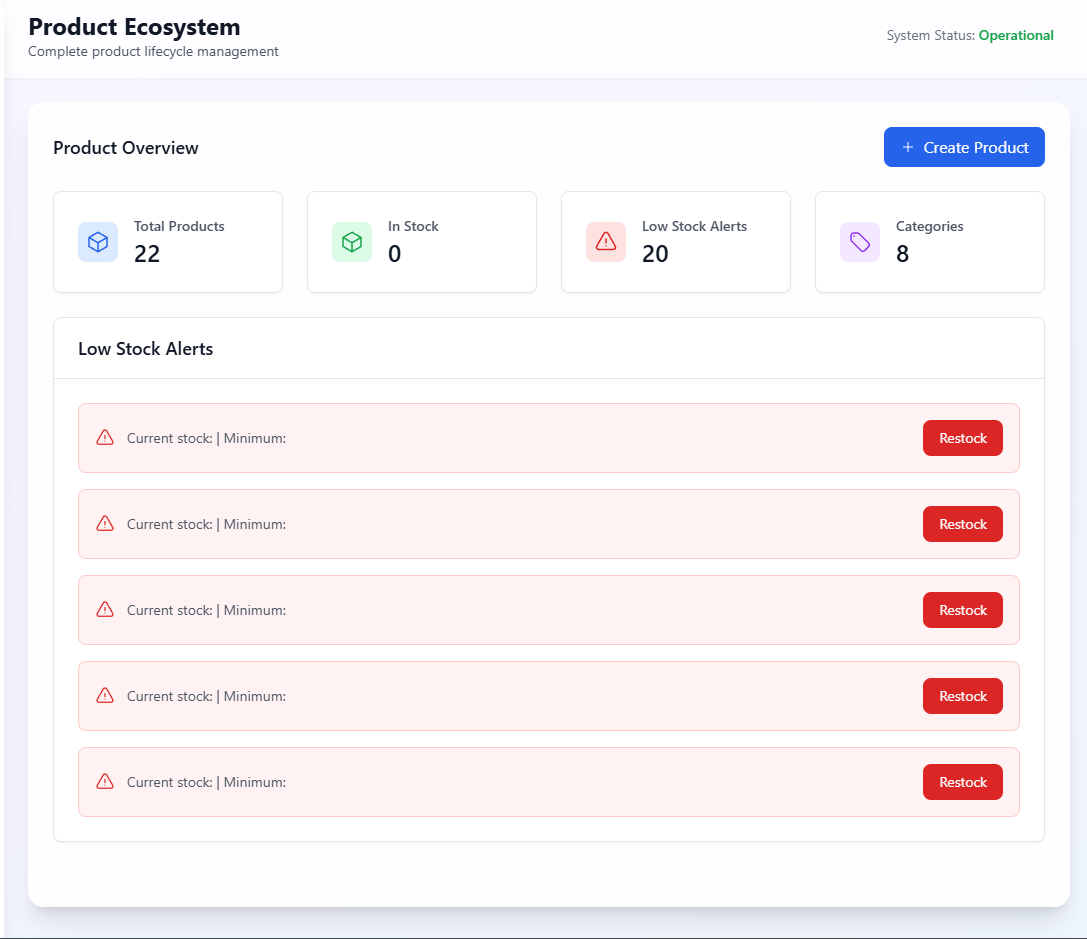 Product Ecosystem
Complete product lifecycle management
System Status: Operational
Product Overview
+ Create Product
Total Products
22
In Stock
0
Low Stock Alerts
20
Categories
8
Low Stock Alerts
Current stock: | Minimum:
Restock
Current stock: | Minimum:
Restock
Current stock: | Minimum:
Restock
Current stock: | Minimum:
Restock
Current stock: | Minimum:
Restock